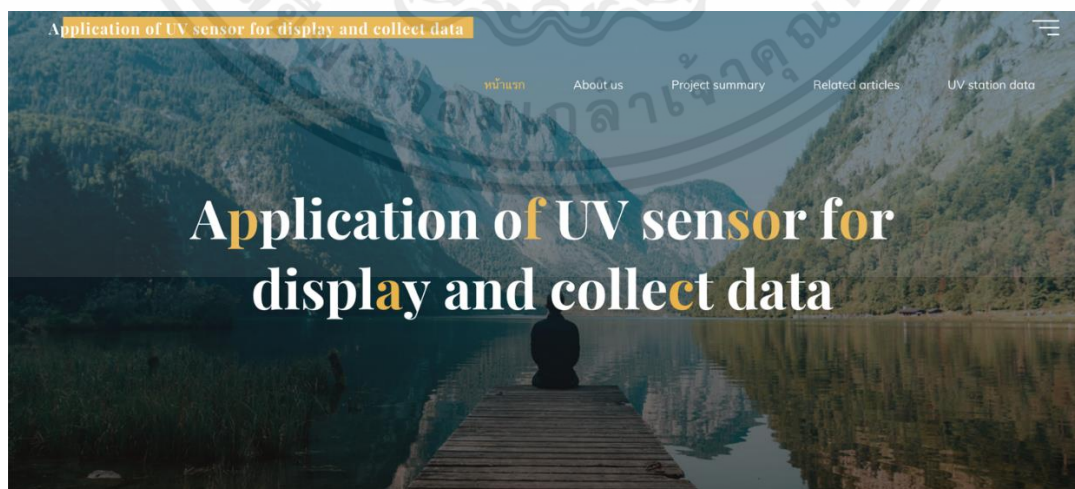 Application of UV sensor for display and collect data
หน้าแรก About us Project summary Related articles UV station data
Application of UV sensor for
display and collect data